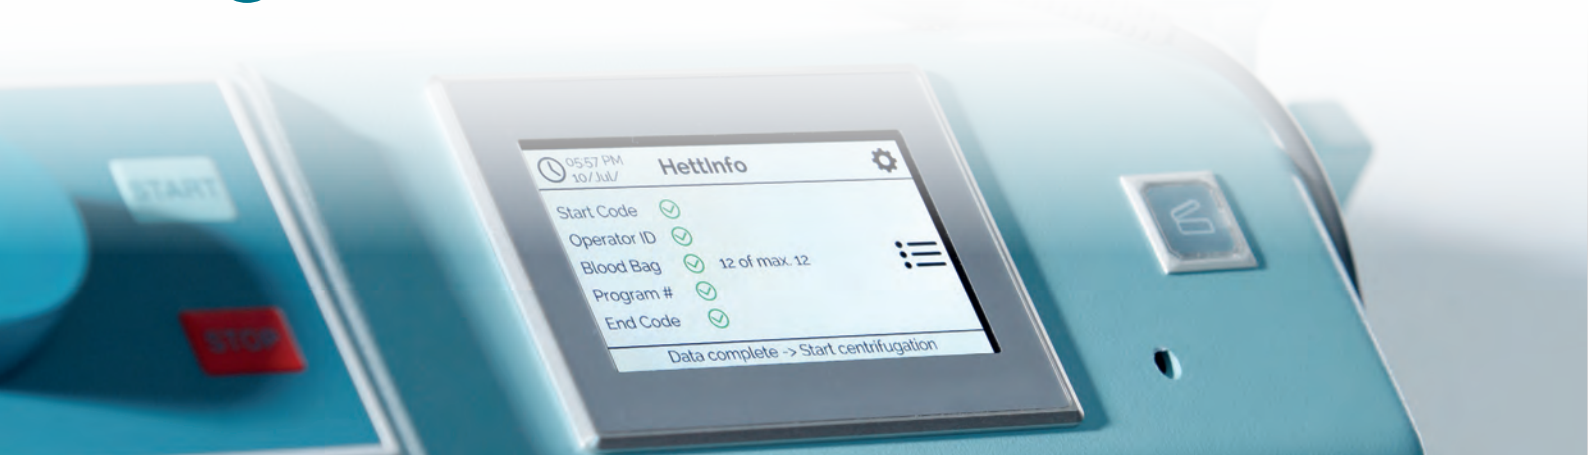 START
STOP
05:57 PM
10/Jul/
HettInfo
Start Code
Operator ID
Blood Bag 12 of max. 12
Program #
End Code
Data complete -> Start centrifugation